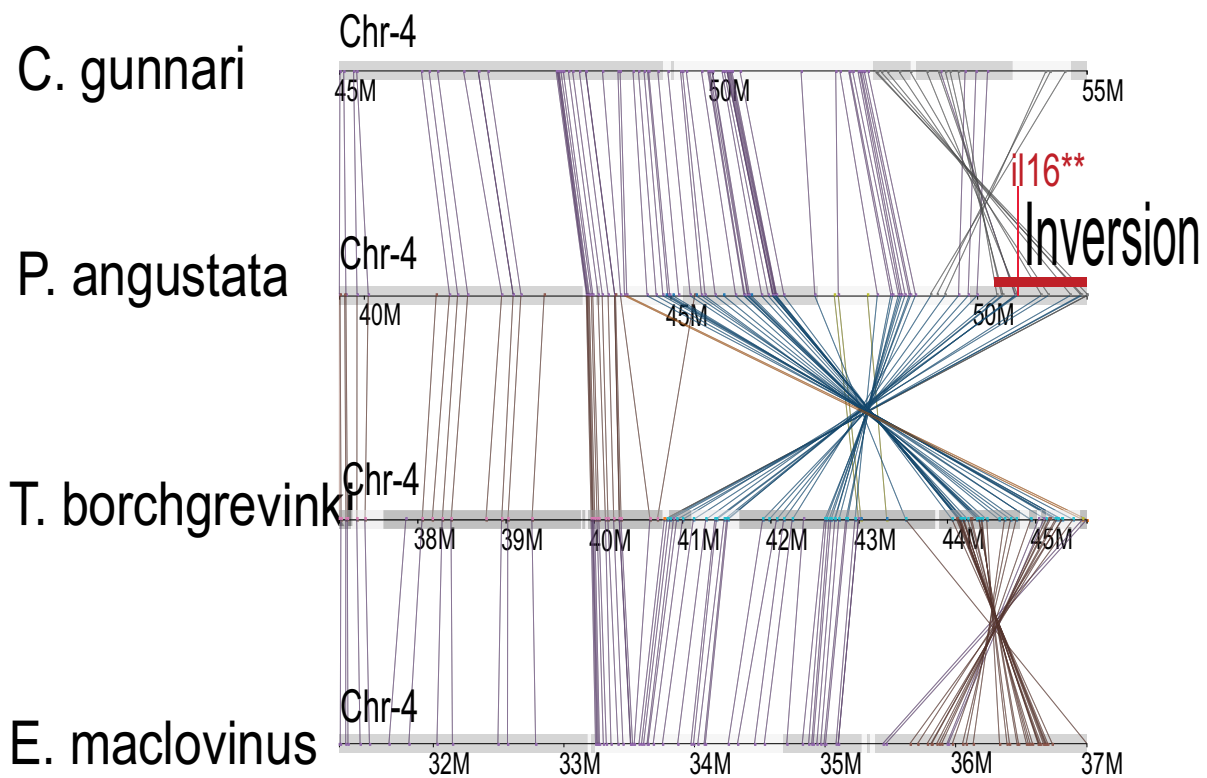 Chr-4
C. gunnari
45M 50M 55M
il16**
Inversion
Chr-4
P. angustata
40M 45M 50M
Chr-4
T. borchgrevinki
38M 39M 40M 41M 42M 43M 44M 45M
Chr-4
E. maclovinus
32M 33M 34M 35M 36M 37M